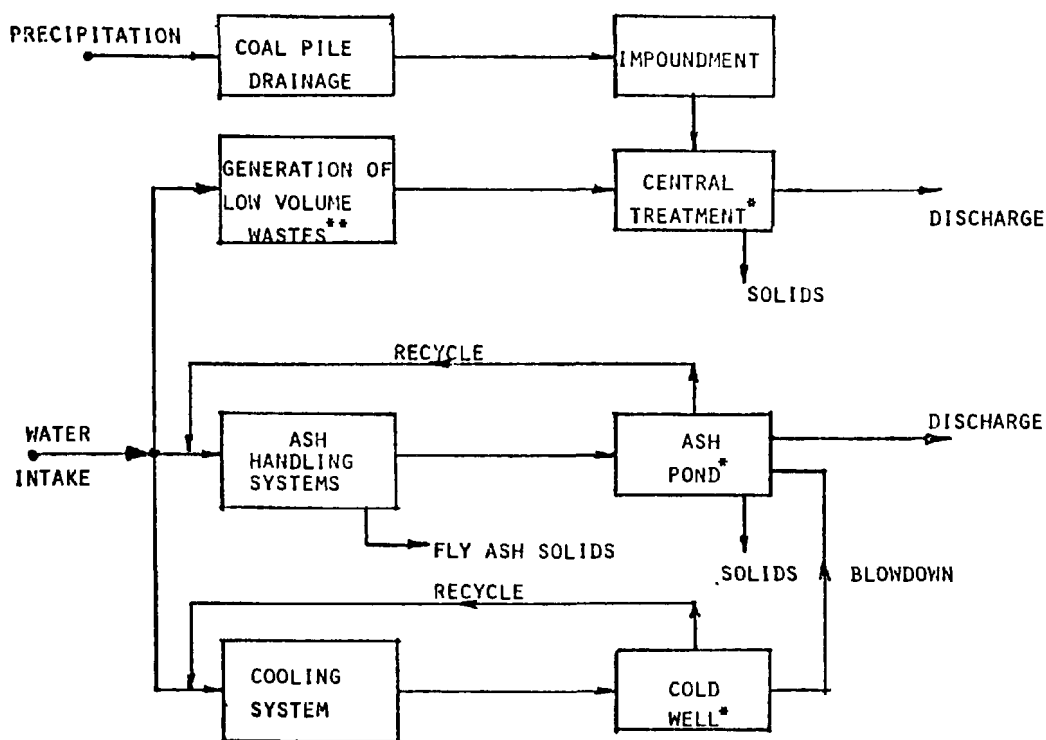 PRECIPITATION
COAL PILE
DRAINAGE
IMPOUNDMENT
GENERATION OF
LOW VOLUME
WASTES**
CENTRAL
TREATMENT*
DISCHARGE
SOLIDS
RECYCLE
WATER
INTAKE
ASH
HANDLING
SYSTEMS
ASH
POND*
DISCHARGE
FLY ASH SOLIDS
SOLIDS
BLOWDOWN
RECYCLE
COOLING
SYSTEM
COLD
WELL*